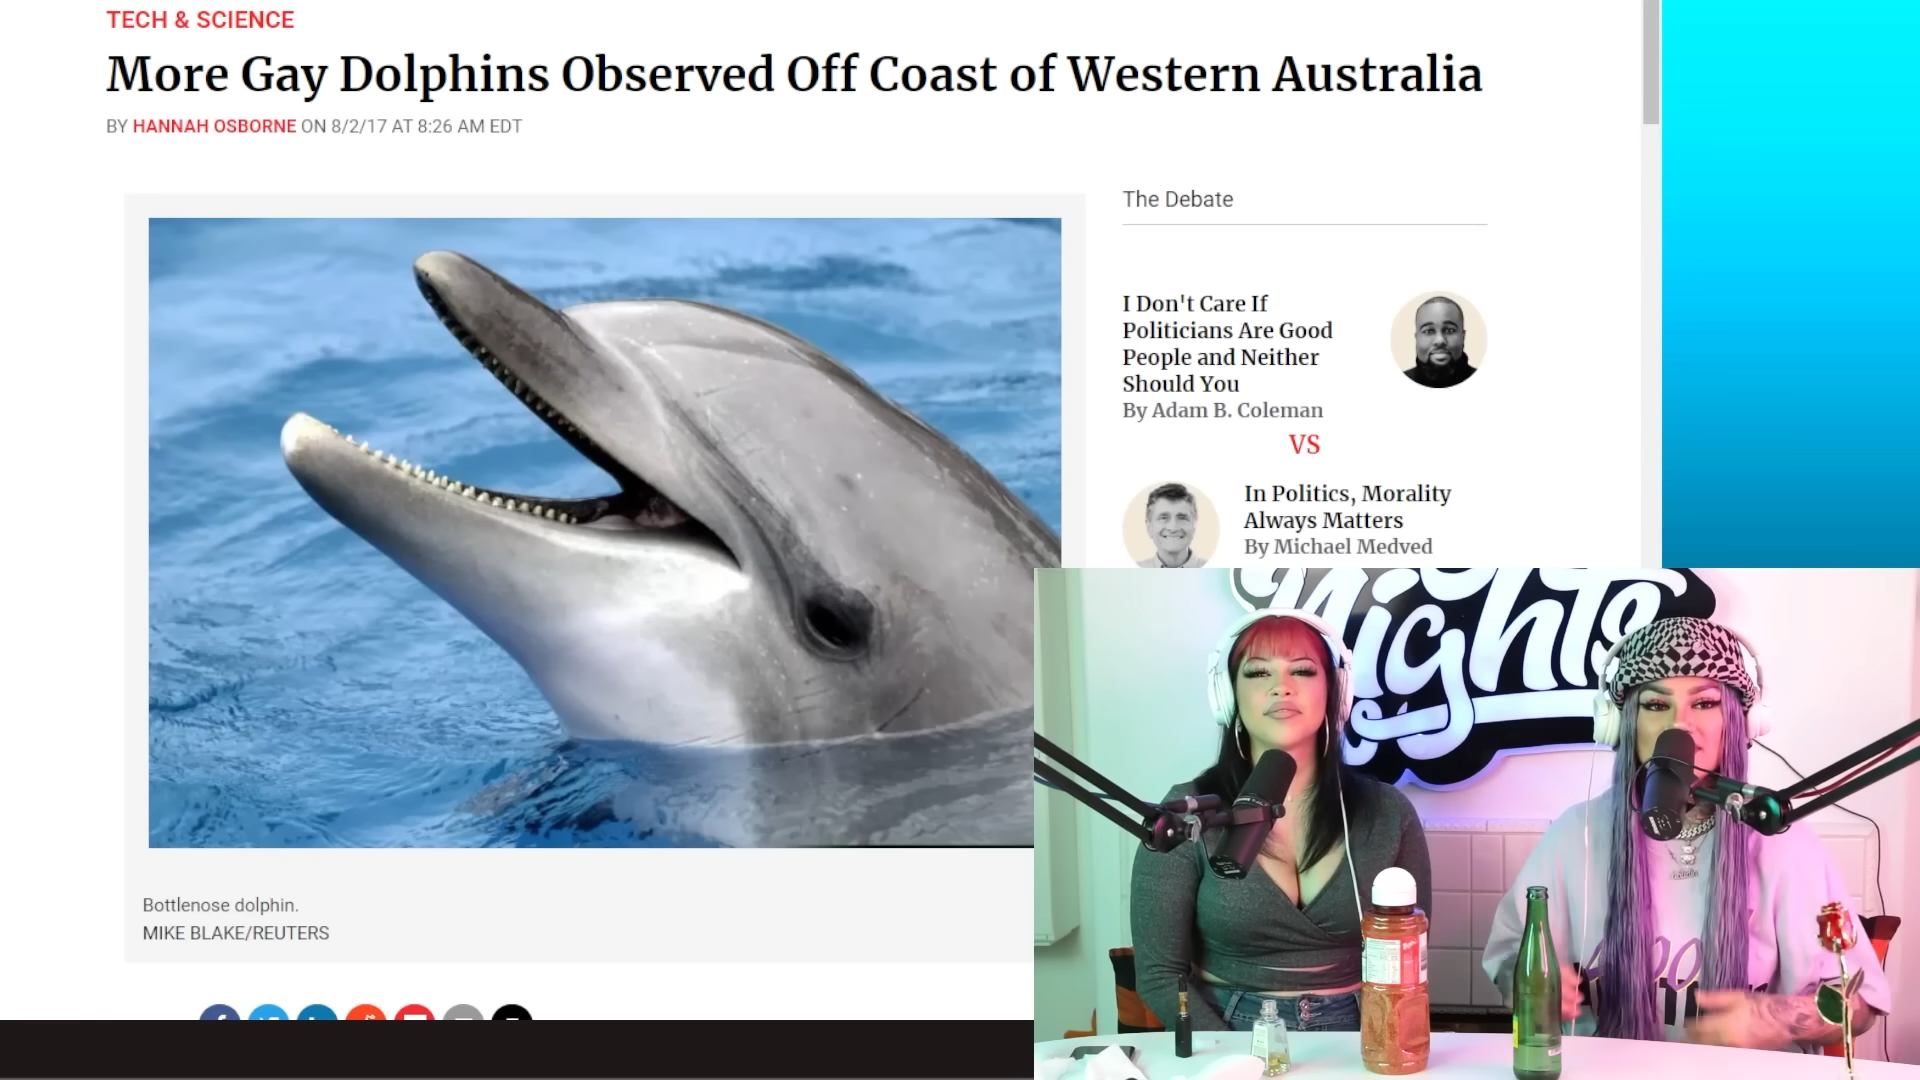 TECH & SCIENCE
More Gay Dolphins Observed Off Coast of Western Australia
BY HANNAH OSBORNE ON 8/2/17 AT 8:26 AM EDT
The Debate
I Don't Care If
Politicians Are Good
People and Neither
Should You
By Adam B. Coleman
VS
In Politics, Morality
Always Matters
By Michael Medved
Nights
Bottlenose dolphin.
MIKE BLAKE/REUTERS